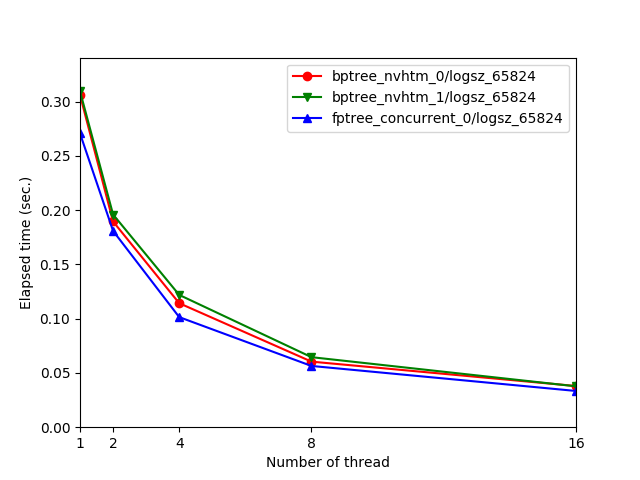 bptree_nvhtm_0/logsz_65824
bptree_nvhtm_1/logsz_65824
fptree_concurrent_0/logsz_65824
0.30
0.25
0.20
0.15
0.10
0.05
0.00
Elapsed time (sec.)
1 2 4 8 16
Number of thread